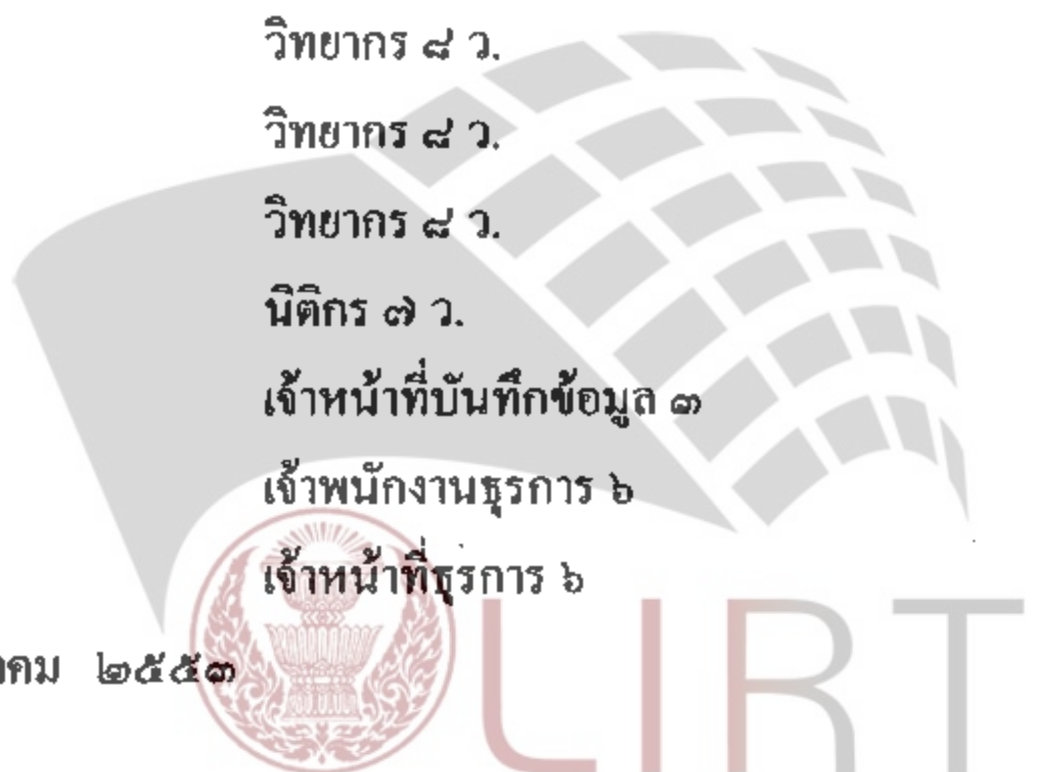 วิทยากร ๘ ว.
วิทยากร ๘ ว.
วิทยากร ๘ ว.
นิติกร ๗ ว.
เจ้าหน้าที่บันทึกข้อมูล ๓
เจ้าพนักงานธุรการ ๖
เจ้าหน้าที่ธุรการ ๖
าคม ๒๕๕๓
LIRT